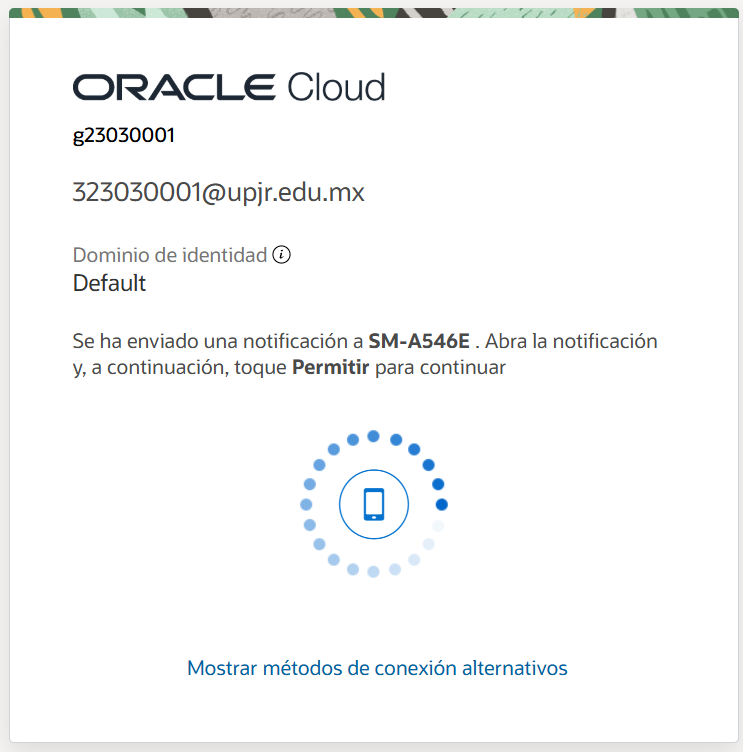 ORACLE Cloud
g23030001
323030001@upjr.edu.mx
Dominio de identidad
Default
Se ha enviado una notificación a SM-A546E . Abra la notificación
y, a continuación, toque Permitir para continuar
Mostrar métodos de conexión alternativos